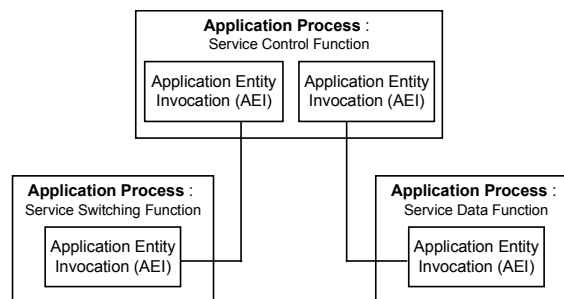 Application Process :
Service Control Function
Application Entity
Invocation (AEI)
Application Entity
Invocation (AEI)
Application Process :
Service Switching Function
Application Entity
Invocation (AEI)
Application Process :
Service Data Function
Application Entity
Invocation (AEI)